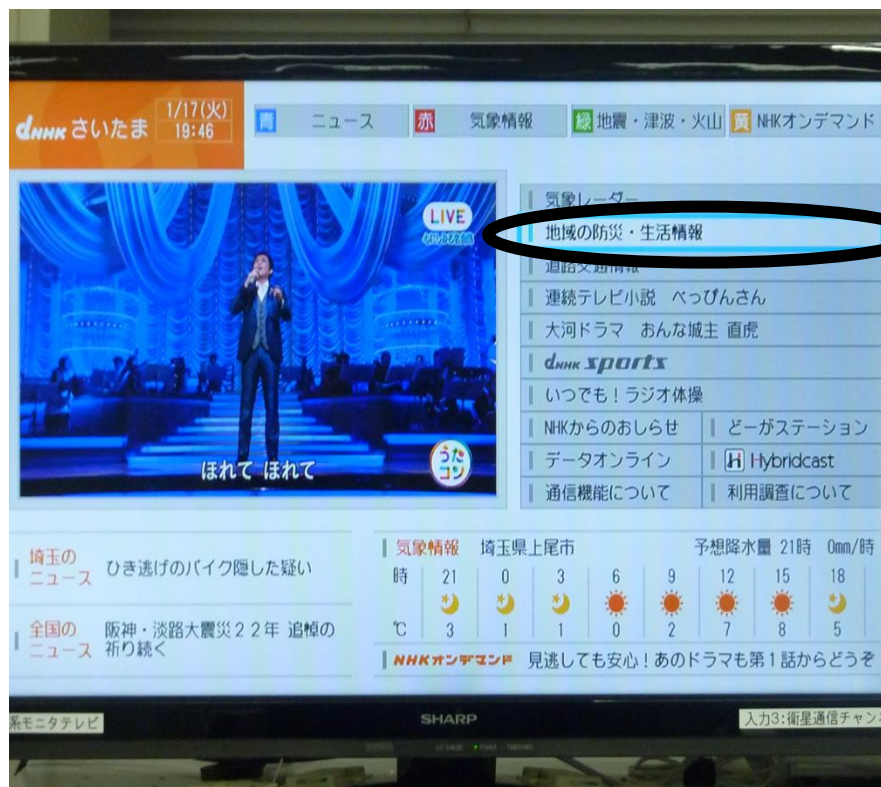 dNHK さいたま
1/17(火)
19:46
青 ニュース
赤 気象情報
緑 地震・津波・火山
黄 NHKオンデマンド
LIVE
ほれて ほれて
うたコン
気象レーダー
地域の防災・生活情報
道路交通情報
連続テレビ小説 べっぴんさん
大河ドラマ おんな城主 直虎
dNHK sports
いつでも!ラジオ体操
NHKからのおしらせ
どーがステーション
データオンライン
H Hybridcast
通信機能について
利用調査について
埼玉の
ニュース
ひき逃げのバイク隠した疑い
全国の
ニュース
阪神・淡路大震災22年 追悼の
祈り続く
気象情報 埼玉県上尾市 予想降水量 21時 0mm/時
時 21 0 3 6 9 12 15 18
℃ 3 1 1 0 2 7 8 5
NHKオンデマンド 見逃しても安心!あのドラマも第1話からどうぞ
系モニタテレビ
SHARP
入力3:衛星通信チャン